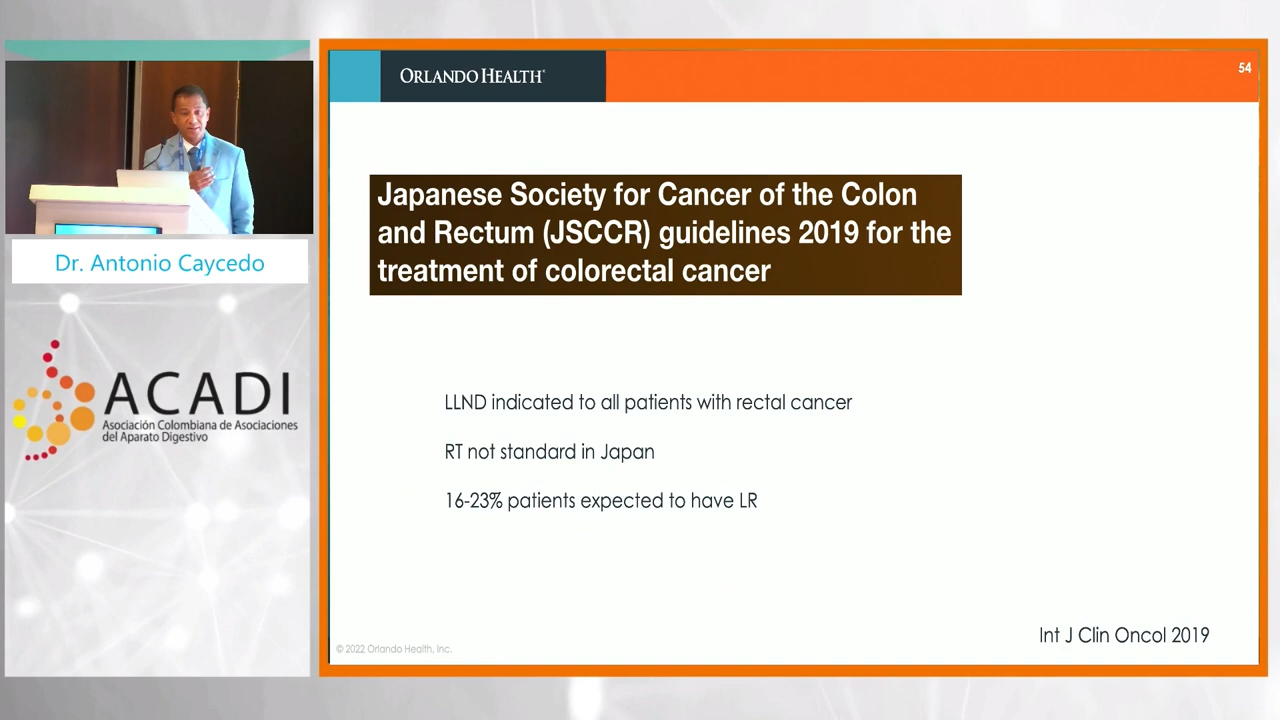 ORLANDO HEALTH®
54
Japanese Society for Cancer of the Colon
and Rectum (JSCCR) guidelines 2019 for the
treatment of colorectal cancer
Dr. Antonio Caycedo
ACADI
Asociación Colombiana de Asociaciones
del Aparato Digestivo
LLND indicated to all patients with rectal cancer
RT not standard in Japan
16-23% patients expected to have LR
Int J Clin Oncol 2019
© 2022 Orlando Health, Inc.